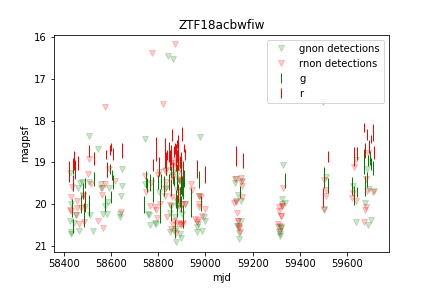 ZTF18acbwfiw
gnon detections
rnon detections
g
r
magpsf
16
17
18
19
20
21
58400 58600 58800 59000 59200 59400 59600
mjd